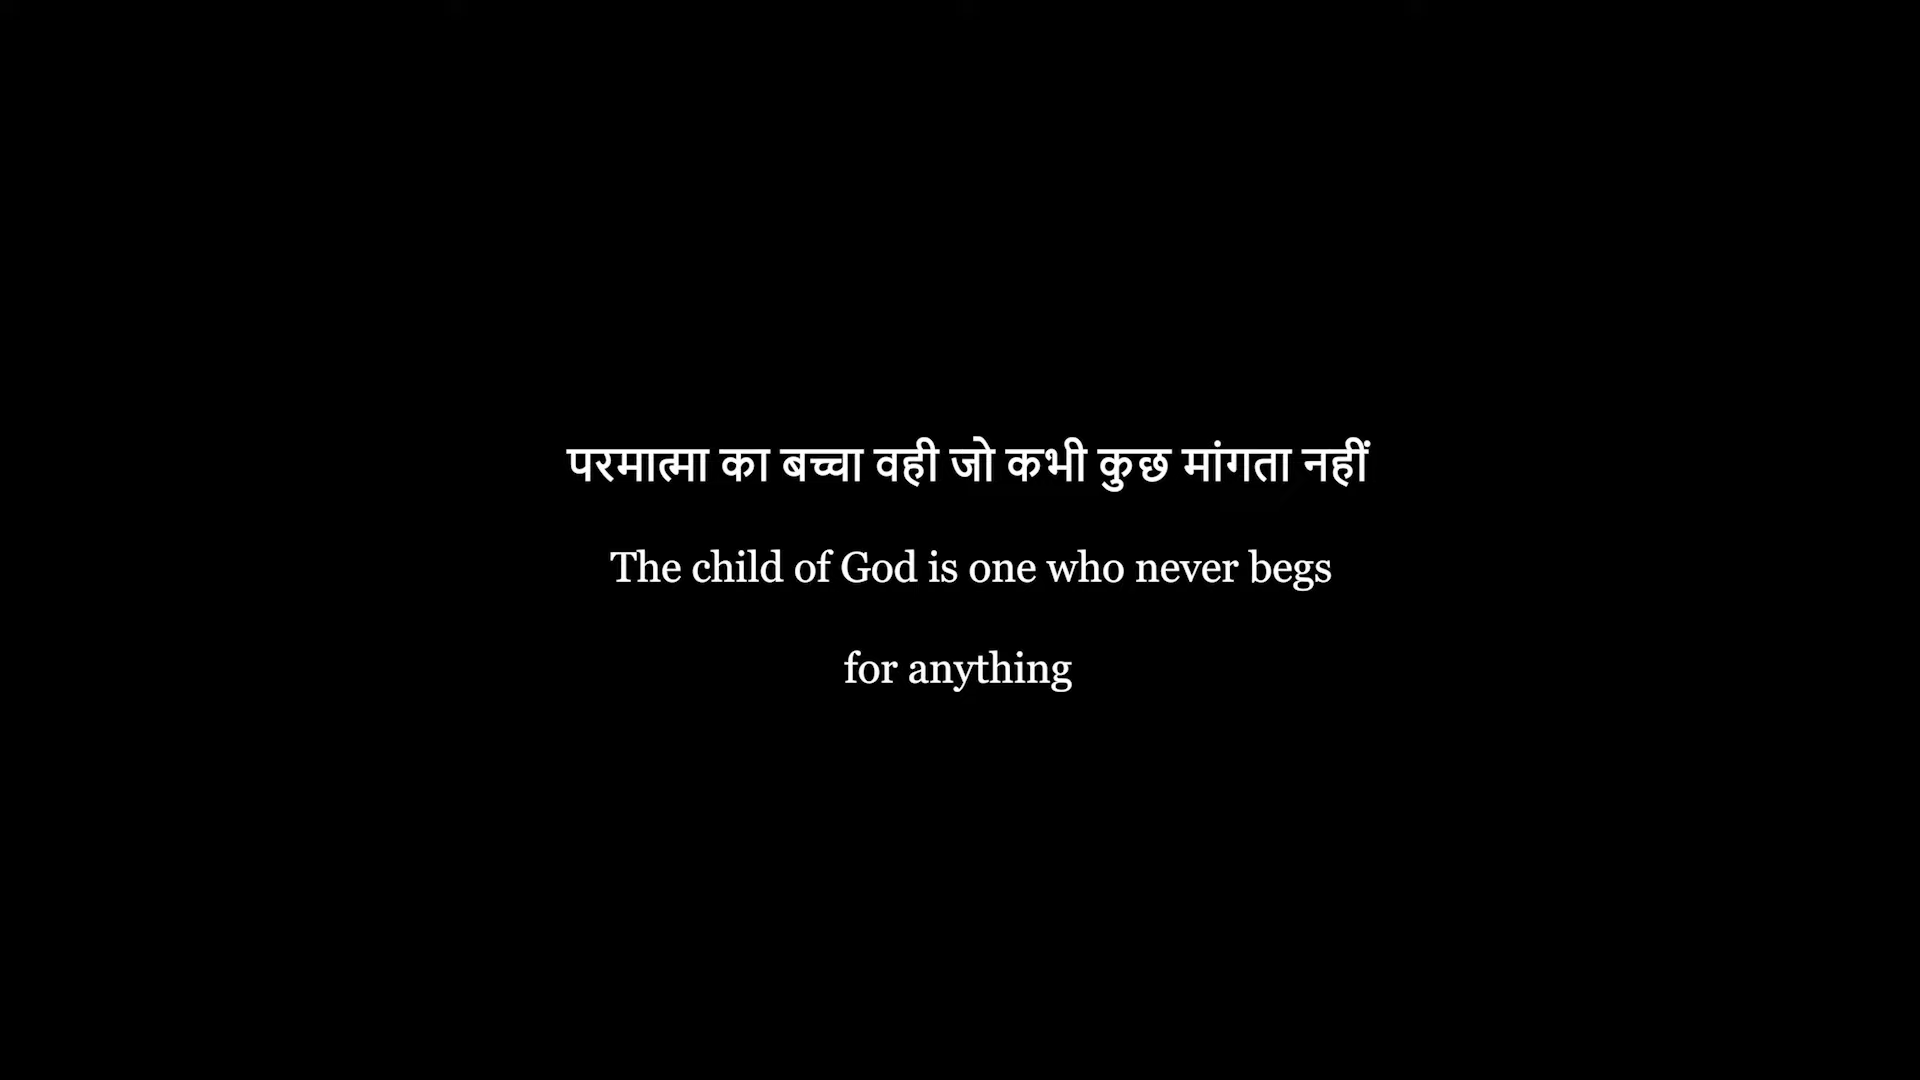 परमात्मा का बच्चा वही जो कभी कुछ मांगता नहीं
The child of God is one who never begs
for anything